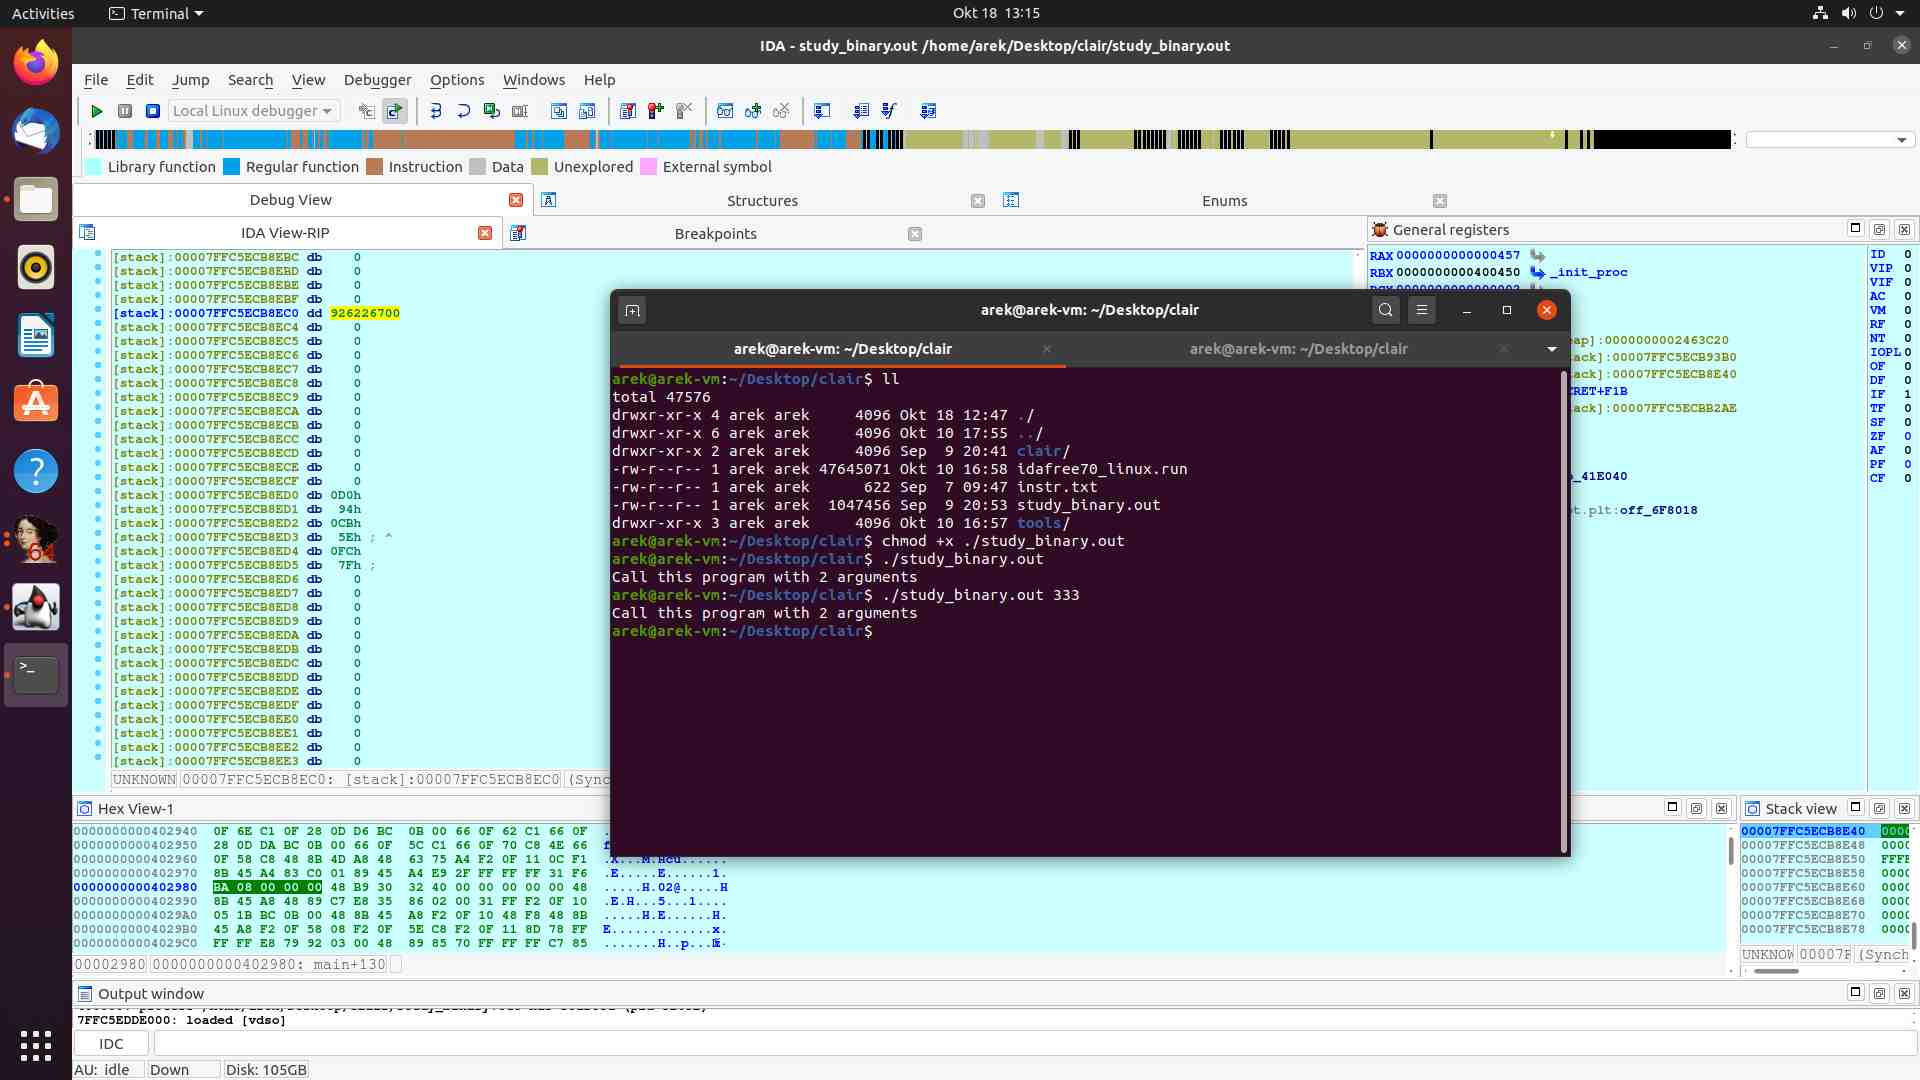 Activities
Terminal
Okt 18 13:15
IDA - study_binary.out /home/arek/Desktop/clair/study_binary.out
File Edit Jump Search View Debugger Options Windows Help
Local Linux debugger
Library function Regular function Instruction Data Unexplored External symbol
Debug View Structures Enums
IDA View-RIP Breakpoints
[stack]:00007FFC5ECB8EBC db 0
[stack]:00007FFC5ECB8EBD db 0
[stack]:00007FFC5ECB8EBE db 0
[stack]:00007FFC5ECB8EBF db 0
[stack]:00007FFC5ECB8EC0 dd 926226700
[stack]:00007FFC5ECB8EC4 db 0
[stack]:00007FFC5ECB8EC5 db 0
[stack]:00007FFC5ECB8EC6 db 0
[stack]:00007FFC5ECB8EC7 db 0
[stack]:00007FFC5ECB8EC8 db 0
[stack]:00007FFC5ECB8EC9 db 0
[stack]:00007FFC5ECB8ECA db 0
[stack]:00007FFC5ECB8ECB db 0
[stack]:00007FFC5ECB8ECC db 0
[stack]:00007FFC5ECB8ECD db 0
[stack]:00007FFC5ECB8ECE db 0
[stack]:00007FFC5ECB8ECF db 0
[stack]:00007FFC5ECB8ED0 db 0D0h
[stack]:00007FFC5ECB8ED1 db 94h
[stack]:00007FFC5ECB8ED2 db 0CBh
[stack]:00007FFC5ECB8ED3 db 5Eh ; ^
[stack]:00007FFC5ECB8ED4 db 0FCh
[stack]:00007FFC5ECB8ED5 db 7Fh ;
[stack]:00007FFC5ECB8ED6 db 0
[stack]:00007FFC5ECB8ED7 db 0
[stack]:00007FFC5ECB8ED8 db 0
[stack]:00007FFC5ECB8ED9 db 0
[stack]:00007FFC5ECB8EDA db 0
[stack]:00007FFC5ECB8EDB db 0
[stack]:00007FFC5ECB8EDC db 0
[stack]:00007FFC5ECB8EDD db 0
[stack]:00007FFC5ECB8EDE db 0
[stack]:00007FFC5ECB8EDF db 0
[stack]:00007FFC5ECB8EE0 db 0
[stack]:00007FFC5ECB8EE1 db 0
[stack]:00007FFC5ECB8EE2 db 0
[stack]:00007FFC5ECB8EE3 db 0
UNKNOWN 00007FFC5ECB8EC0: [stack]:00007FFC5ECB8EC0 (Sync
arek@arek-vm: ~/Desktop/clair
arek@arek-vm: ~/Desktop/clair arek@arek-vm: ~/Desktop/clair
arek@arek-vm:~/Desktop/clair$ ll
total 47576
drwxr-xr-x 4 arek arek 4096 Okt 18 12:47 ./
drwxr-xr-x 6 arek arek 4096 Okt 10 17:55 ../
drwxr-xr-x 2 arek arek 4096 Sep 9 20:41 clair/
-rw-r--r-- 1 arek arek 47645071 Okt 10 16:58 idafree70_linux.run
-rw-r--r-- 1 arek arek 622 Sep 7 09:47 instr.txt
-rw-r--r-- 1 arek arek 1047456 Sep 9 20:53 study_binary.out
drwxr-xr-x 3 arek arek 4096 Okt 10 16:57 tools/
arek@arek-vm:~/Desktop/clair$ chmod +x ./study_binary.out
arek@arek-vm:~/Desktop/clair$ ./study_binary.out
Call this program with 2 arguments
arek@arek-vm:~/Desktop/clair$ ./study_binary.out 333
Call this program with 2 arguments
arek@arek-vm:~/Desktop/clair$
General registers
RAX 0000000000000457
RBX 0000000000400450 _init_proc
eap]:0000000002463C20
tack]:00007FFC5ECB93B0
tack]:00007FFC5ECB8E40
CRET+F1B
tack]:00007FFC5ECBB2AE
o_41E040
ot.plt:off_6F8018
ID 0
VIP 0
VIF 0
AC 0
VM 0
RF 0
NT 0
IOPL 0
OF 0
DF 0
IF 1
TF 0
SF 0
ZF 0
AF 0
PF 0
CF 0
Hex View-1
0000000000402940 0F 6E C1 0F 28 0D D6 BC 0B 00 66 0F 62 C1 66 0F
0000000000402950 28 0D DA BC 0B 00 66 0F 5C C1 66 0F 70 C8 4E 66
0000000000402960 0F 58 C8 48 8B 4D A8 48 63 75 A4 F2 0F 11 0C F1 .X...M.Hcu......
0000000000402970 8B 45 A4 83 C0 01 89 45 A4 E9 2F FF FF FF 31 F6 .E.....E......1.
0000000000402980 BA 08 00 00 00 48 B9 30 32 40 00 00 00 00 00 48 .....H.02@.....H
0000000000402990 8B 45 A8 48 89 C7 E8 35 86 02 00 31 FF F2 0F 10 .E.H...5...1....
00000000004029A0 05 1B BC 0B 00 48 8B 45 A8 F2 0F 10 48 F8 48 8B .....H.E....H.
00000000004029B0 45 A8 F2 0F 58 08 F2 0F 5E C8 F2 0F 11 8D 78 FF E...........x.
00000000004029C0 FF FF E8 79 92 03 00 48 89 85 70 FF FF FF C7 85
00002980 0000000000402980: main+130
Stack view
00007FFC5ECB8E40 0000
00007FFC5ECB8E48 0000
00007FFC5ECB8E50 FFFF
00007FFC5ECB8E58 0000
00007FFC5ECB8E60 0000
00007FFC5ECB8E68 0000
00007FFC5ECB8E70 0000
00007FFC5ECB8E78 0000
UNKNOW 00007F (Synch
Output window
7FFC5EDDE000: loaded [vdso]
IDC
AU: idle Down Disk: 105GB